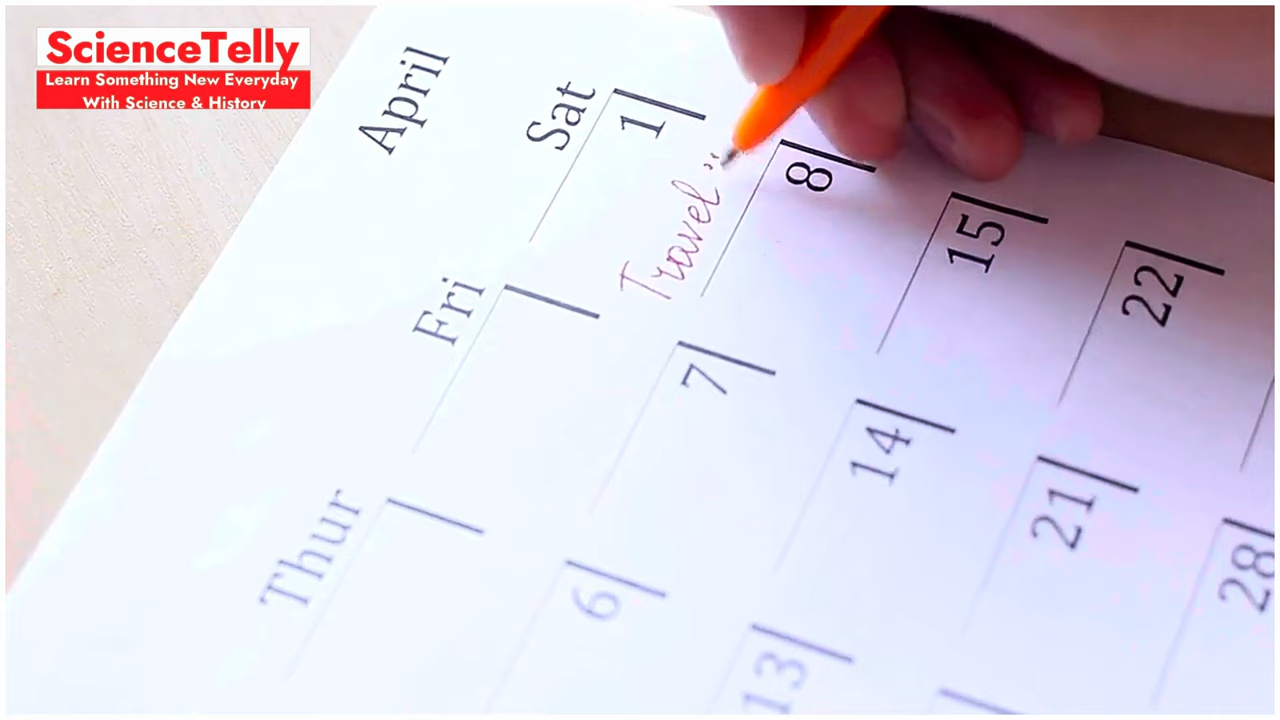 ScienceTelly
Learn Something New Everyday
With Science & History
April
Thur
Fri
Sat
1
Travel
6
7
8
13
14
15
21
22
28